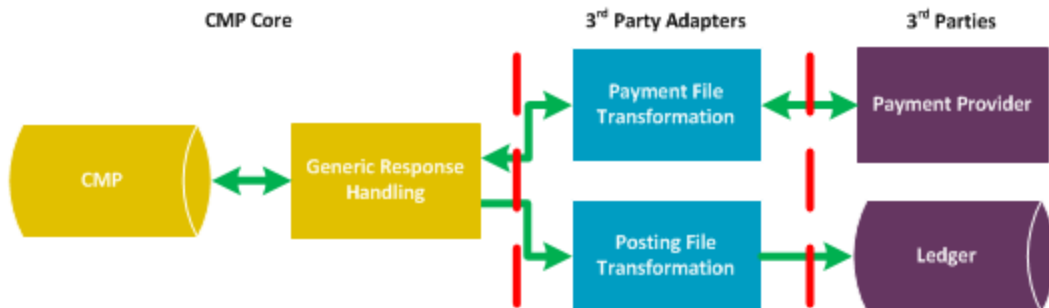 CMP Core
3rd Party Adapters
3rd Parties
CMP
Generic Response
Handling
Payment File
Transformation
Payment Provider
Posting File
Transformation
Ledger